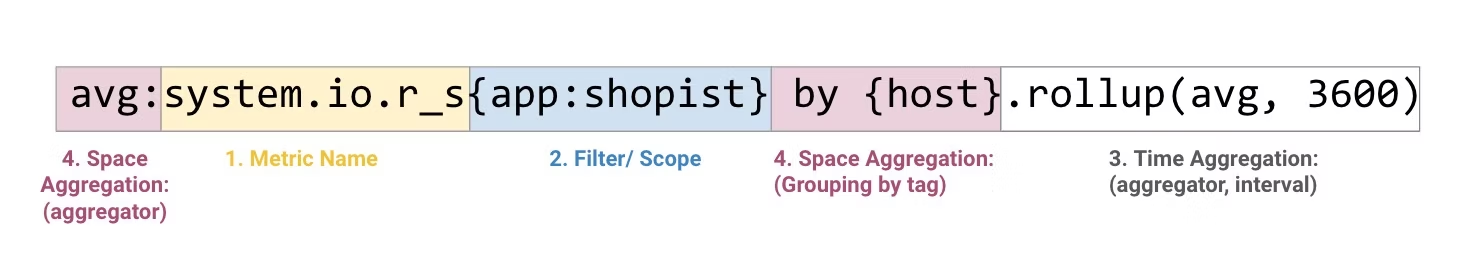 avg:system.io.r_s{app:shopist} by {host}.rollup(avg, 3600)
4. Space
Aggregation:
(aggregator)
1. Metric Name
2. Filter/ Scope
4. Space Aggregation:
(Grouping by tag)
3. Time Aggregation:
(aggregator, interval)